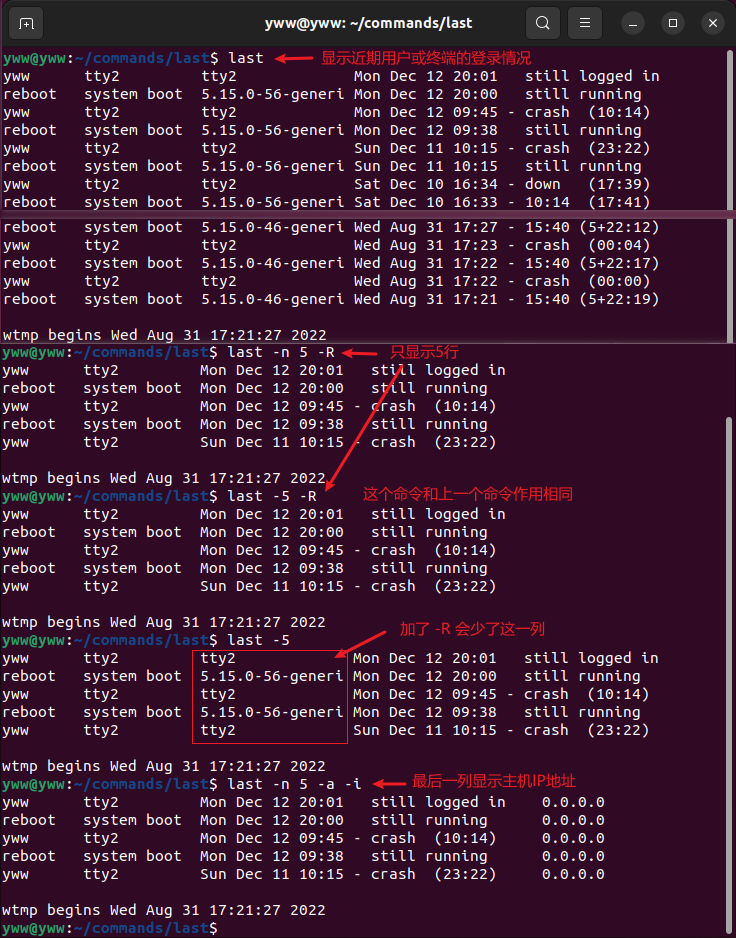 yww@yww: ~/commands/last
yww@yww:~/commands/last$ last 显示近期用户或终端的登录情况
yww      tty2         tty2             Mon Dec 12 20:01   still logged in
reboot   system boot  5.15.0-56-generi Mon Dec 12 20:00   still running
yww      tty2         tty2             Mon Dec 12 09:45 - crash  (10:14)
reboot   system boot  5.15.0-56-generi Mon Dec 12 09:38   still running
yww      tty2         tty2             Sun Dec 11 10:15 - crash  (23:22)
reboot   system boot  5.15.0-56-generi Sun Dec 11 10:15   still running
yww      tty2         tty2             Sat Dec 10 16:34 - down   (17:39)
reboot   system boot  5.15.0-56-generi Sat Dec 10 16:33 - 10:14  (17:41)
reboot   system boot  5.15.0-46-generi Wed Aug 31 17:27 - 15:40 (5+22:12)
yww      tty2         tty2             Wed Aug 31 17:23 - crash  (00:04)
reboot   system boot  5.15.0-46-generi Wed Aug 31 17:22 - 15:40 (5+22:17)
yww      tty2         tty2             Wed Aug 31 17:22 - crash  (00:00)
reboot   system boot  5.15.0-46-generi Wed Aug 31 17:21 - 15:40 (5+22:19)
wtmp begins Wed Aug 31 17:21:27 2022
yww@yww:~/commands/last$ last -n 5 -R 只显示5行
yww      tty2         Mon Dec 12 20:01   still logged in
reboot   system boot  Mon Dec 12 20:00   still running
yww      tty2         Mon Dec 12 09:45 - crash  (10:14)
reboot   system boot  Mon Dec 12 09:38   still running
yww      tty2         Sun Dec 11 10:15 - crash  (23:22)
wtmp begins Wed Aug 31 17:21:27 2022
yww@yww:~/commands/last$ last -5 -R 这个命令和上一个命令作用相同
yww      tty2         Mon Dec 12 20:01   still logged in
reboot   system boot  Mon Dec 12 20:00   still running
yww      tty2         Mon Dec 12 09:45 - crash  (10:14)
reboot   system boot  Mon Dec 12 09:38   still running
yww      tty2         Sun Dec 11 10:15 - crash  (23:22)
wtmp begins Wed Aug 31 17:21:27 2022
加了 -R 会少了这一列
yww@yww:~/commands/last$ last -5
yww      tty2         tty2             Mon Dec 12 20:01   still logged in
reboot   system boot  5.15.0-56-generi Mon Dec 12 20:00   still running
yww      tty2         tty2             Mon Dec 12 09:45 - crash  (10:14)
reboot   system boot  5.15.0-56-generi Mon Dec 12 09:38   still running
yww      tty2         tty2             Sun Dec 11 10:15 - crash  (23:22)
wtmp begins Wed Aug 31 17:21:27 2022
yww@yww:~/commands/last$ last -n 5 -a -i 最后一列显示主机IP地址
yww      tty2         Mon Dec 12 20:01   still logged in    0.0.0.0
reboot   system boot  Mon Dec 12 20:00   still running      0.0.0.0
yww      tty2         Mon Dec 12 09:45 - crash  (10:14)     0.0.0.0
reboot   system boot  Mon Dec 12 09:38   still running      0.0.0.0
yww      tty2         Sun Dec 11 10:15 - crash  (23:22)     0.0.0.0
wtmp begins Wed Aug 31 17:21:27 2022
yww@yww:~/commands/last$